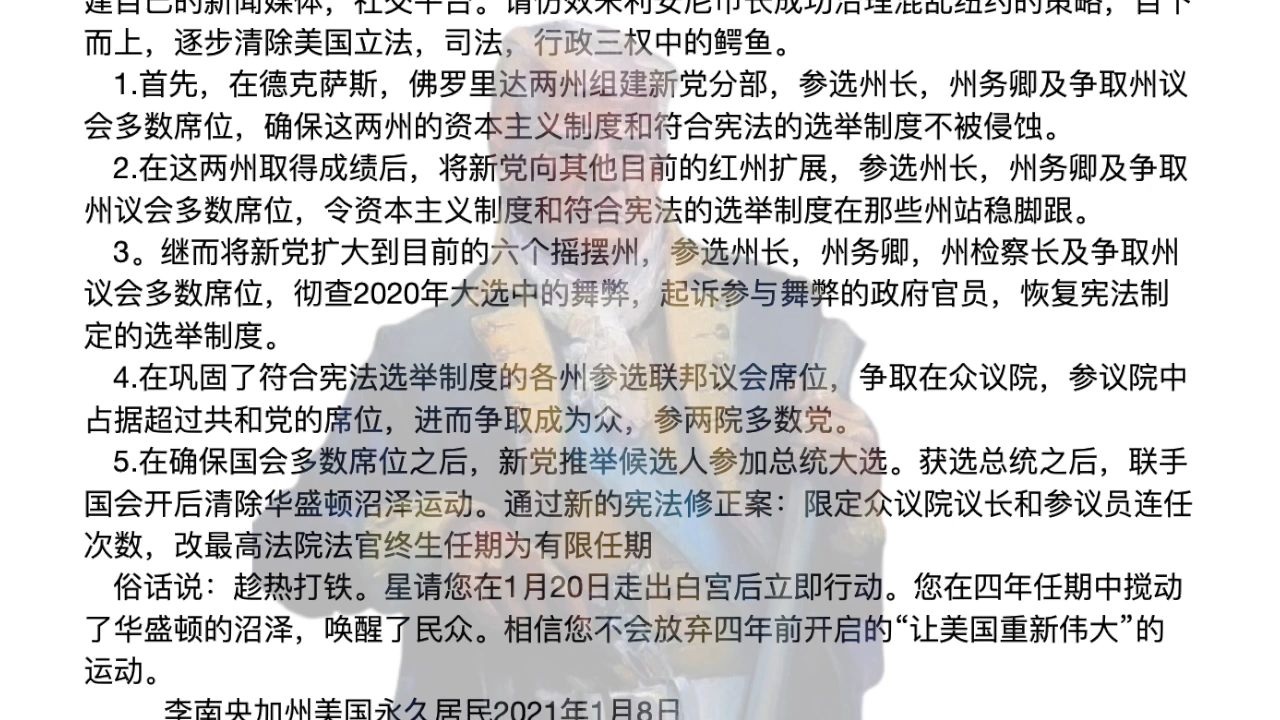 建自己的新闻媒体，社交平台。请仿效朱利安尼市长成功治理混乱纽约的策略，自下
而上，逐步清除美国立法，司法，行政三权中的鳄鱼。
1.首先，在德克萨斯，佛罗里达两州组建新党分部，参选州长，州务卿及争取州议
会多数席位，确保这两州的资本主义制度和符合宪法的选举制度不被侵蚀。
2.在这两州取得成绩后，将新党向其他目前的红州扩展，参选州长，州务卿及争取
州议会多数席位，令资本主义制度和符合宪法的选举制度在那些州站稳脚跟。
3。继而将新党扩大到目前的六个摇摆州，参选州长，州务卿，州检察长及争取州
议会多数席位，彻查2020年大选中的舞弊，起诉参与舞弊的政府官员，恢复宪法制
定的选举制度。
4.在巩固了符合宪法选举制度的各州参选联邦议会席位，争取在众议院，参议院中
占据超过共和党的席位，进而争取成为众，参两院多数党。
5.在确保国会多数席位之后，新党推举候选人参加总统大选。获选总统之后，联手
国会开后清除华盛顿沼泽运动。通过新的宪法修正案：限定众议院议长和参议员连任
次数，改最高法院法官终生任期为有限任期
俗话说：趁热打铁。星请您在1月20日走出白宫后立即行动。您在四年任期中搅动
了华盛顿的沼泽，唤醒了民众。相信您不会放弃四年前开启的“让美国重新伟大”的
运动。
李南央加州美国永久居民2021年1月8日